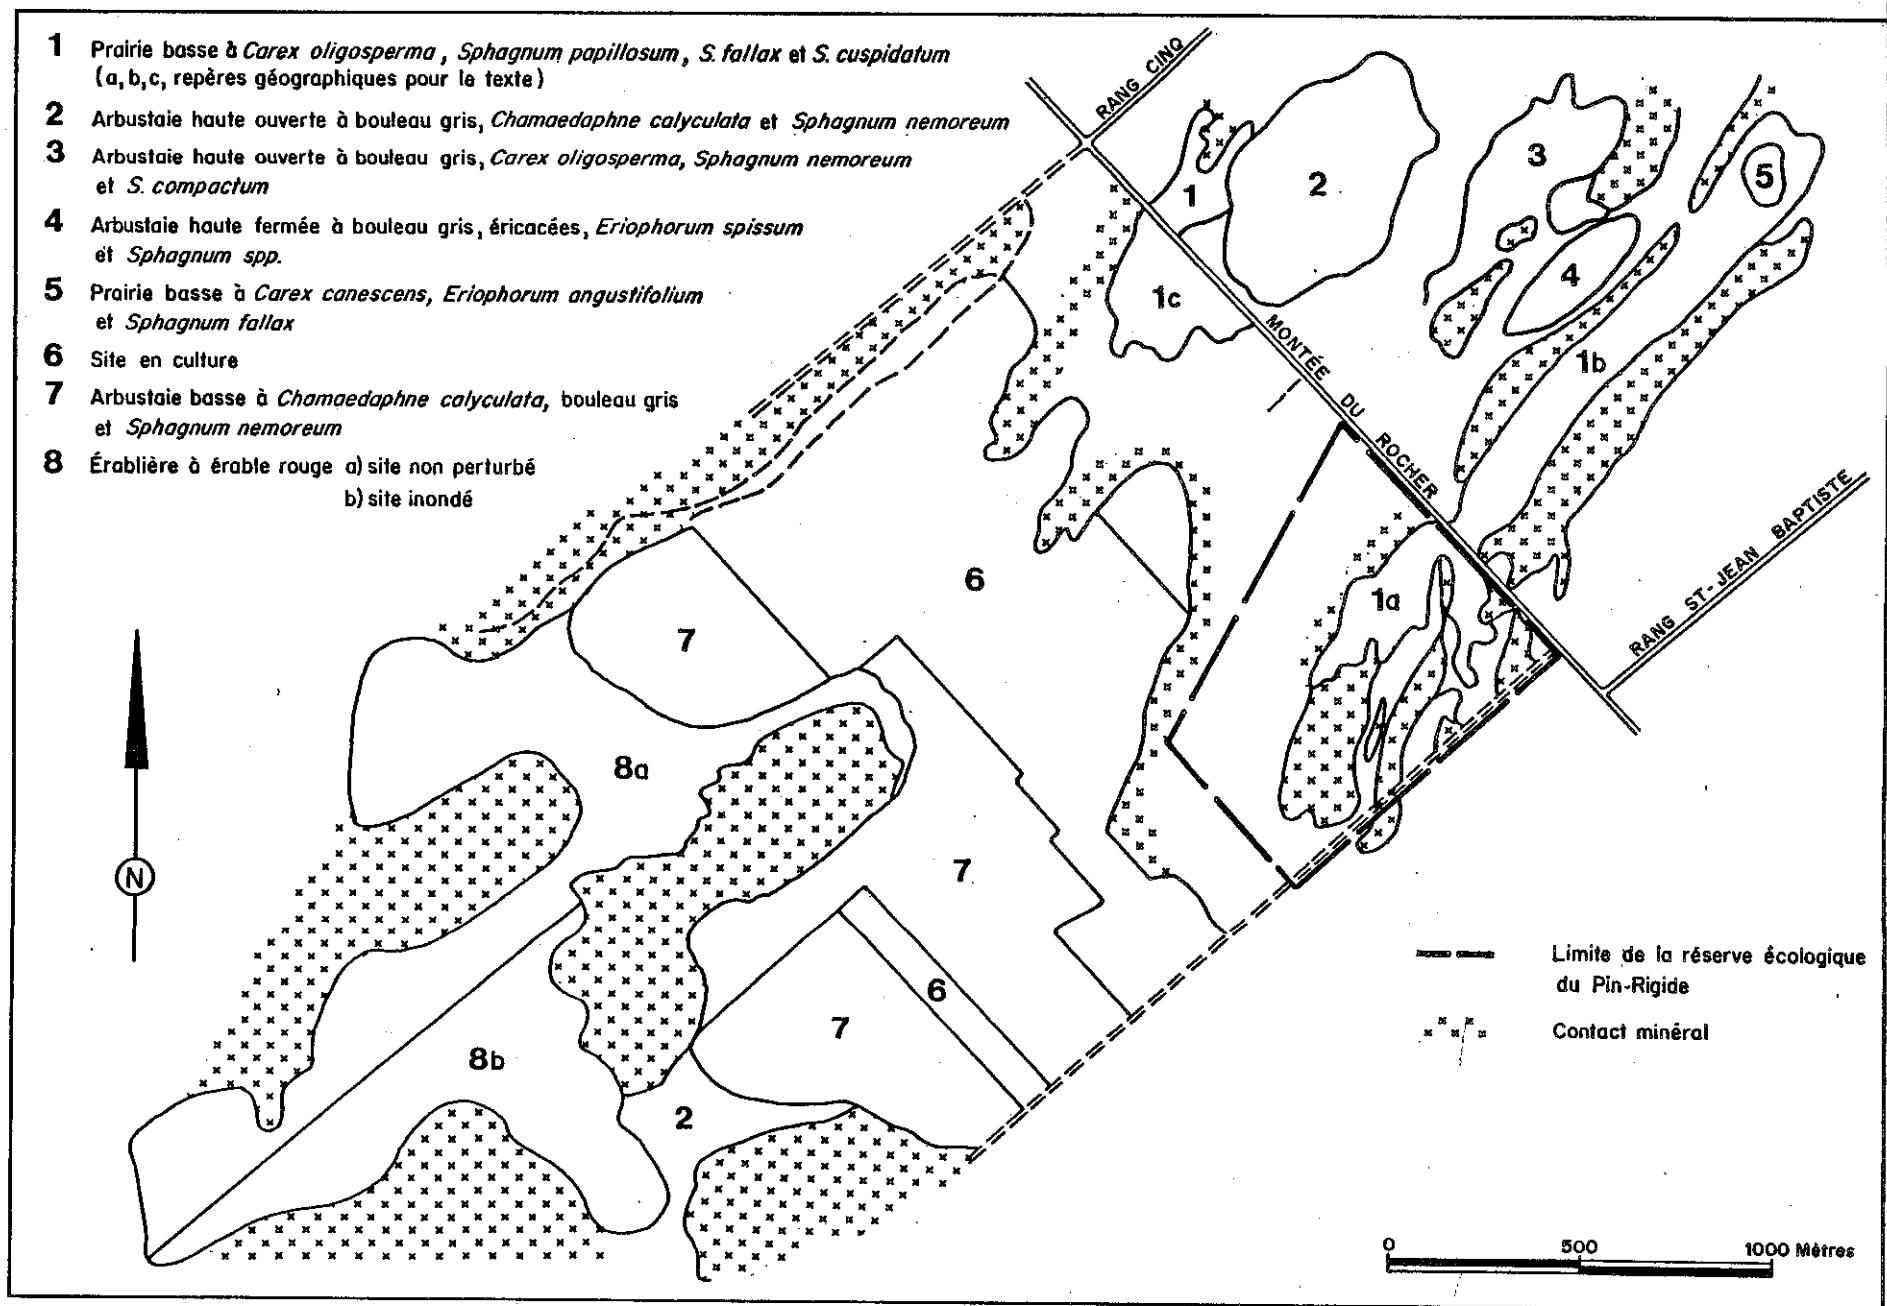 1 Prairie basse à Carex oligosperma, Sphagnum papillosum, S. fallax et S. cuspidatum
(a, b, c, repères géographiques pour le texte)
2 Arbustaie haute ouverte à bouleau gris, Chamaedaphne calyculata et Sphagnum nemoreum
3 Arbustaie haute ouverte à bouleau gris, Carex oligosperma, Sphagnum nemoreum
et S. compactum
4 Arbustaie haute fermée à bouleau gris, éricacées, Eriophorum spissum
et Sphagnum spp.
5 Prairie basse à Carex canescens, Eriophorum angustifolium
et Sphagnum fallax
6 Site en culture
7 Arbustaie basse à Chamaedaphne calyculata, bouleau gris
et Sphagnum nemoreum
8 Érablière à érable rouge a) site non perturbé
b) site inondé
RANG CINQ
MONTÉE DU ROCHER
RANG ST-JEAN BAPTISTE
1
2
3
5
4
1c
1b
1a
6
7
8a
7
6
7
8b
2
N
Limite de la réserve écologique
du Pin-Rigide
Contact minéral
0 500 1000 Mètres